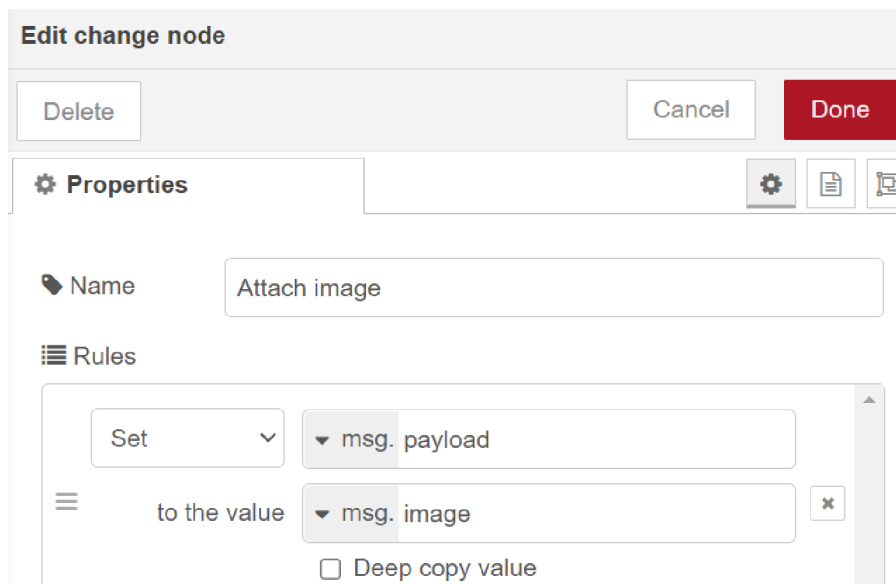 Edit change node
Delete Cancel Done
Properties
Name Attach image
Rules
Set msg. payload
to the value msg. image
Deep copy value